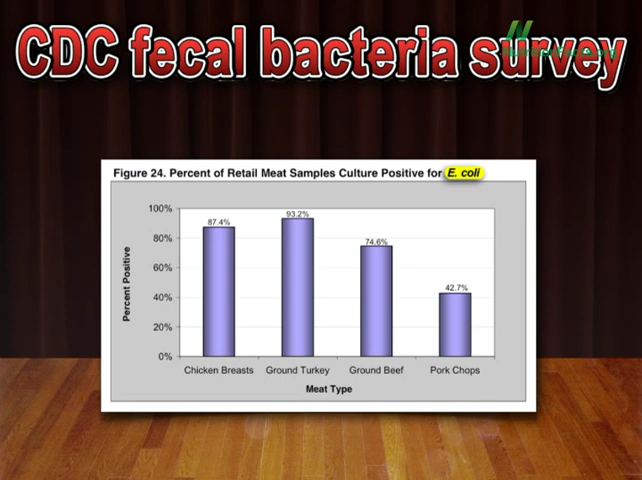 CDC fecal bacteria survey
Figure 24. Percent of Retail Meat Samples Culture Positive for E. coli
100%
80%
60%
40%
20%
0%
Percent Positive
87.4%
93.2%
74.6%
42.7%
Chicken Breasts
Ground Turkey
Ground Beef
Pork Chops
Meat Type